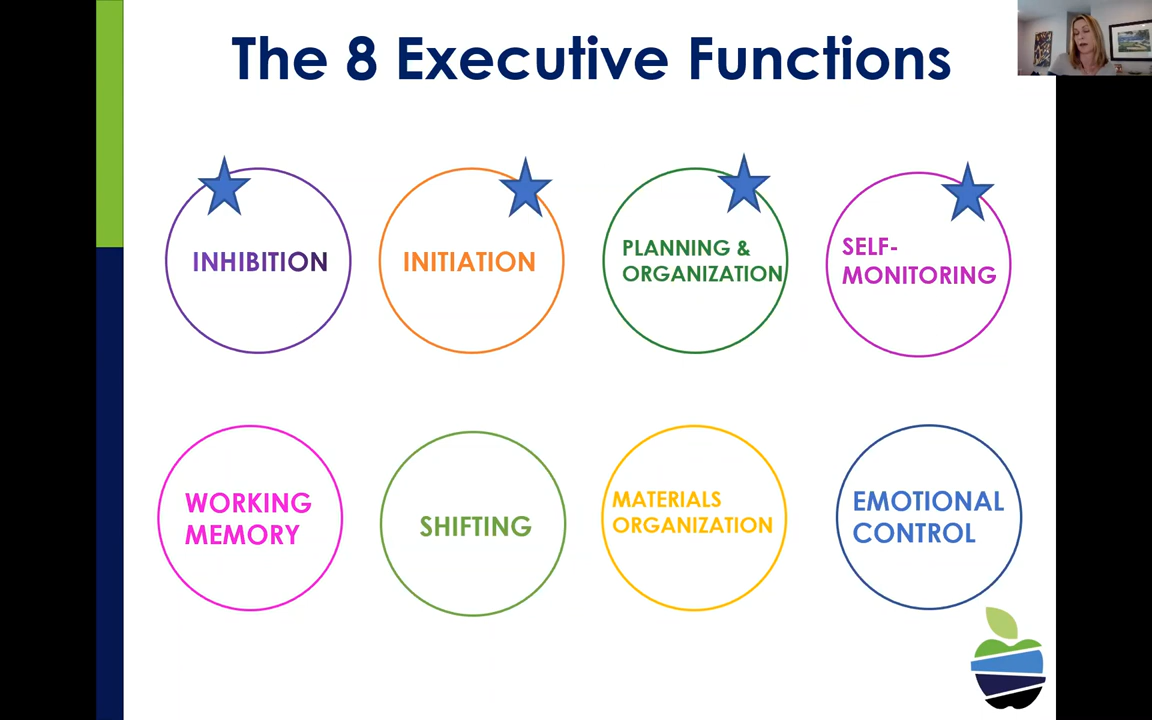 The 8 Executive Functions
INHIBITION
INITIATION
PLANNING &
ORGANIZATION
SELF-
MONITORING
WORKING
MEMORY
SHIFTING
MATERIALS
ORGANIZATION
EMOTIONAL
CONTROL